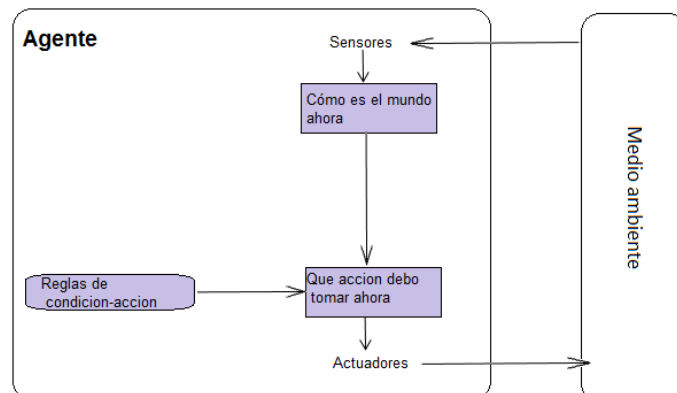 Agente
Sensores
Cómo es el mundo
ahora
Medio ambiente
Reglas de
condicion-accion
Que accion debo
tomar ahora
Actuadores